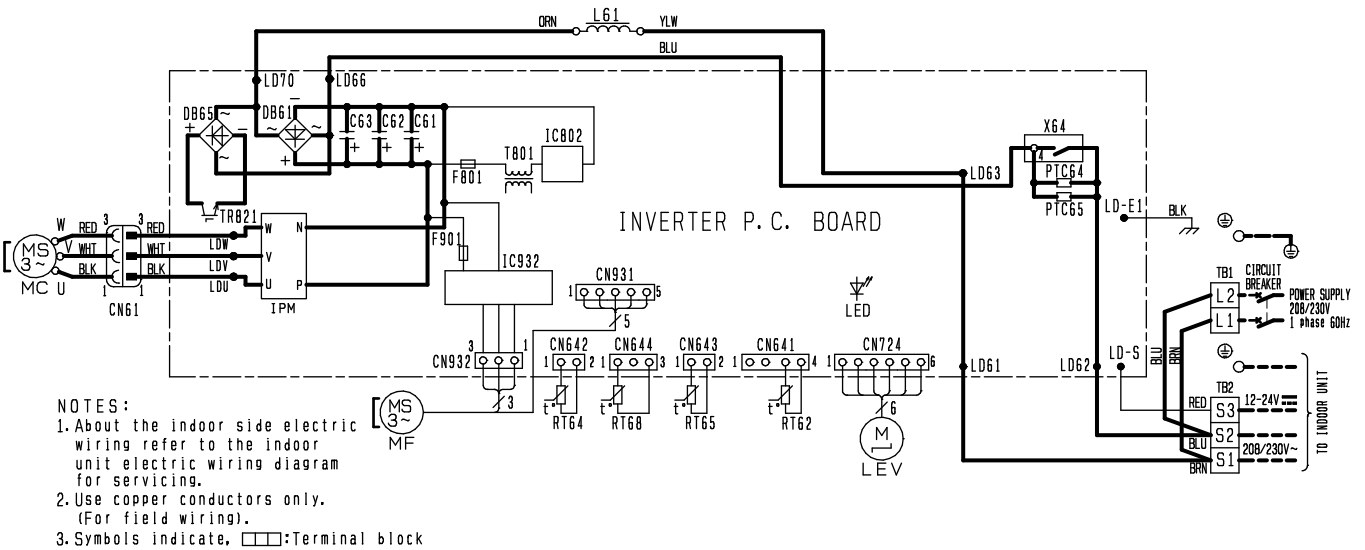 ORN L61 YLW
BLU
LD70 LD66
DB65 ~ DB61 −
+ − ~ ~
C63 C62 C61
+ + + +
~
F801 T801 IC802
X64
4
PTC64
PTC65
LD63
TR821
INVERTER P. C. BOARD
LD-E1 BLK
W RED 3 3 RED LDW W N
MS 3~ V WHT WHT LDV V
MC U BLK 1 1 BLK LDU U P
CN61 IPM
F901
IC932
CN931
1 5
5
LED
TB1 CIRCUIT
BREAKER
L2 POWER SUPPLY
208/230V
L1 1 phase 60Hz
BLU BRN
3 1
CN932
3
CN642
1 2
CN644
1 3
CN643
1 2
CN641
1 4
CN724
1 6
LD61 LD62 LD-S
t° RT64
t° RT68
t° RT65
t° RT62
6
M
LEV
MS 3~
MF
TB2
RED S3 12-24V
S2
BLU 208/230V~
S1
BRN
TO INDOOR UNIT
NOTES:
1. About the indoor side electric
wiring refer to the indoor
unit electric wiring diagram
for servicing.
2. Use copper conductors only.
(For field wiring).
3. Symbols indicate, :Terminal block